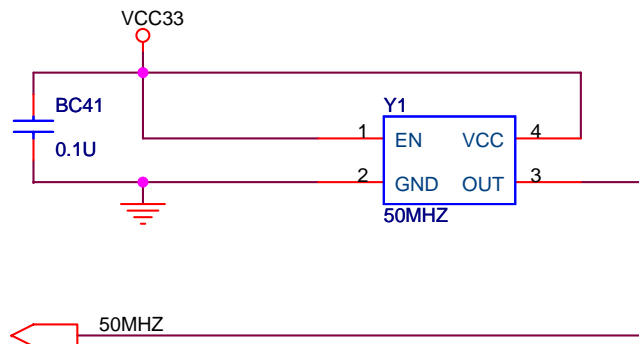 VCC33
BC41
0.1U
Y1
1 EN VCC 4
2 GND OUT 3
50MHZ
50MHZ